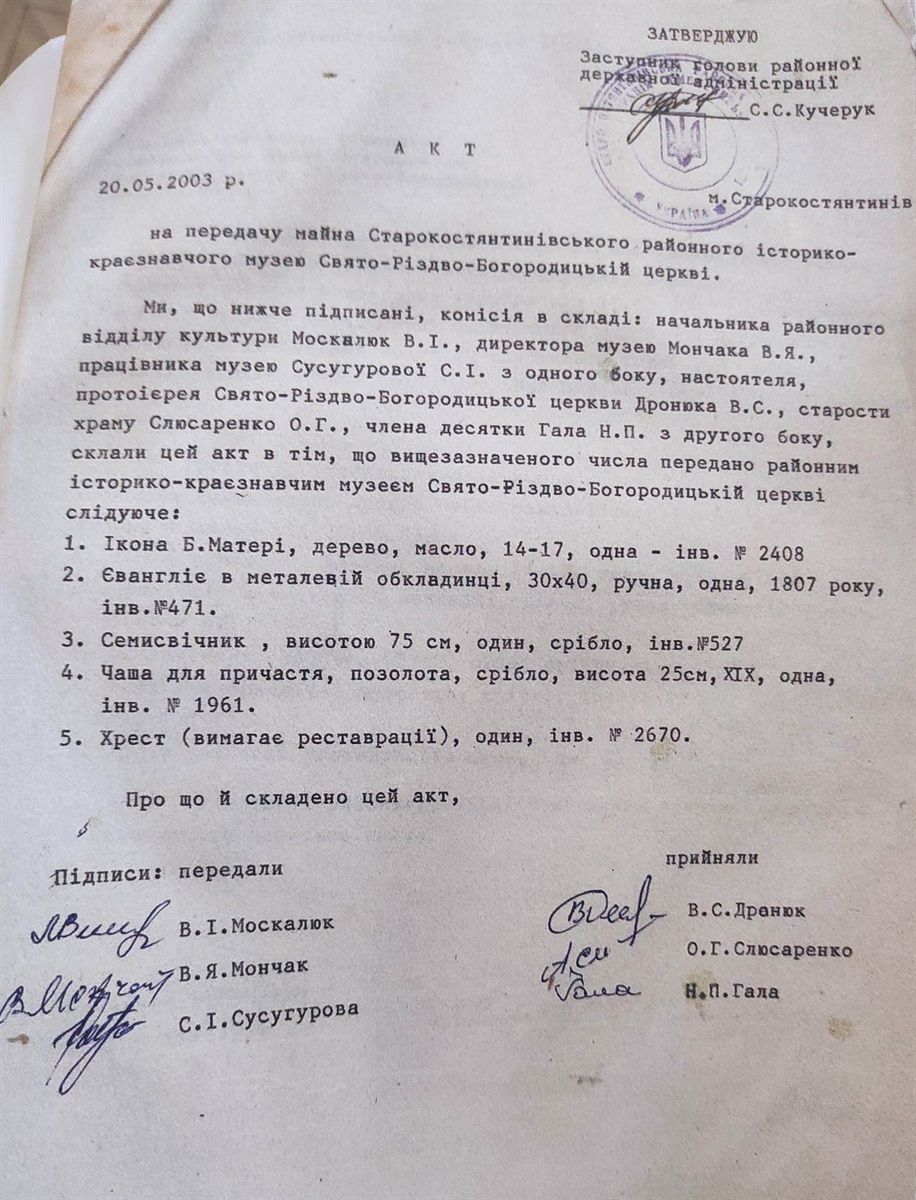 ЗАТВЕРДЖУЮ
Заступник голови районної
державної адміністрації
С.С.Кучерук
А К Т
20.05.2003 р.
м.Старокостянтинів
УКРАЇНА
на передачу майна Старокостянтинівського районного історико-
краєзнавчого музею Свято-Різдво-Богородицькій церкві.
Ми, що нижче підписані, комісія в складі: начальника районного
відділу культури Москалюк В.І., директора музею Мончака В.Я.,
працівника музею Сусугурової С.І. з одного боку, настоятеля,
протоієрея Свято-Різдво-Богородицької церкви Дронюка В.С., старости
храму Слюсаренко О.Г., члена десятки Гала Н.П. з другого боку,
склали цей акт в тім, що вищезазначеного числа передано районним
історико-краєзнавчим музеєм Свято-Різдво-Богородицькій церкві
слідуюче:
1. Ікона Б.Матері, дерево, масло, 14-17, одна - інв. № 2408
2. Євангліє в металевій обкладинці, 30х40, ручна, одна, 1807 року,
інв.№471.
3. Семисвічник , висотою 75 см, один, срібло, інв.№527
4. Чаша для причастя, позолота, срібло, висота 25см, XIX, одна,
інв. № 1961.
5. Хрест (вимагає реставрації), один, інв. № 2670.
Про що й складено цей акт,
Підписи: передали
прийняли
В.І.Москалюк
В.С.Дронюк
В.Я.Мончак
О.Г.Слюсаренко
С.І.Сусугурова
Н.П.Гала
В Мончак
Гала